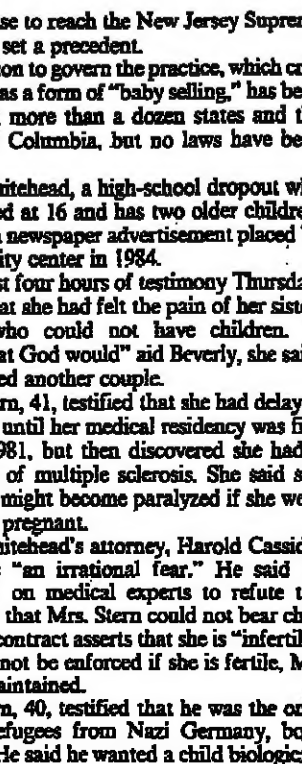 se to reach the New Jersey Suprem
set a precedent.
on to govern the practice, which cr
as a form of "baby selling," has be
more than a dozen states and th
Columbia, but no laws have be
hitehead, a high-school dropout wh
ed at 16 and has two older childre
newspaper advertisement placed
ity center in 1984.
st four hours of testimony Thursda
at she had felt the pain of her siste
who could not have children.
at God would" aid Beverly, she sai
ed another couple.
rn, 41, testified that she had delay
until her medical residency was fi
981, but then discovered she had
of multiple sclerosis. She said s
might become paralyzed if she we
pregnant.
hitehead's attorney, Harold Cassid
"an irrational fear." He said
on medical experts to refute t
that Mrs. Stern could not bear ch
contract asserts that she is "infertil
not be enforced if she is fertile, M
aintained.
rn, 40, testified that he was the on
efugees from Nazi Germany, bo
He said he wanted a child biologic